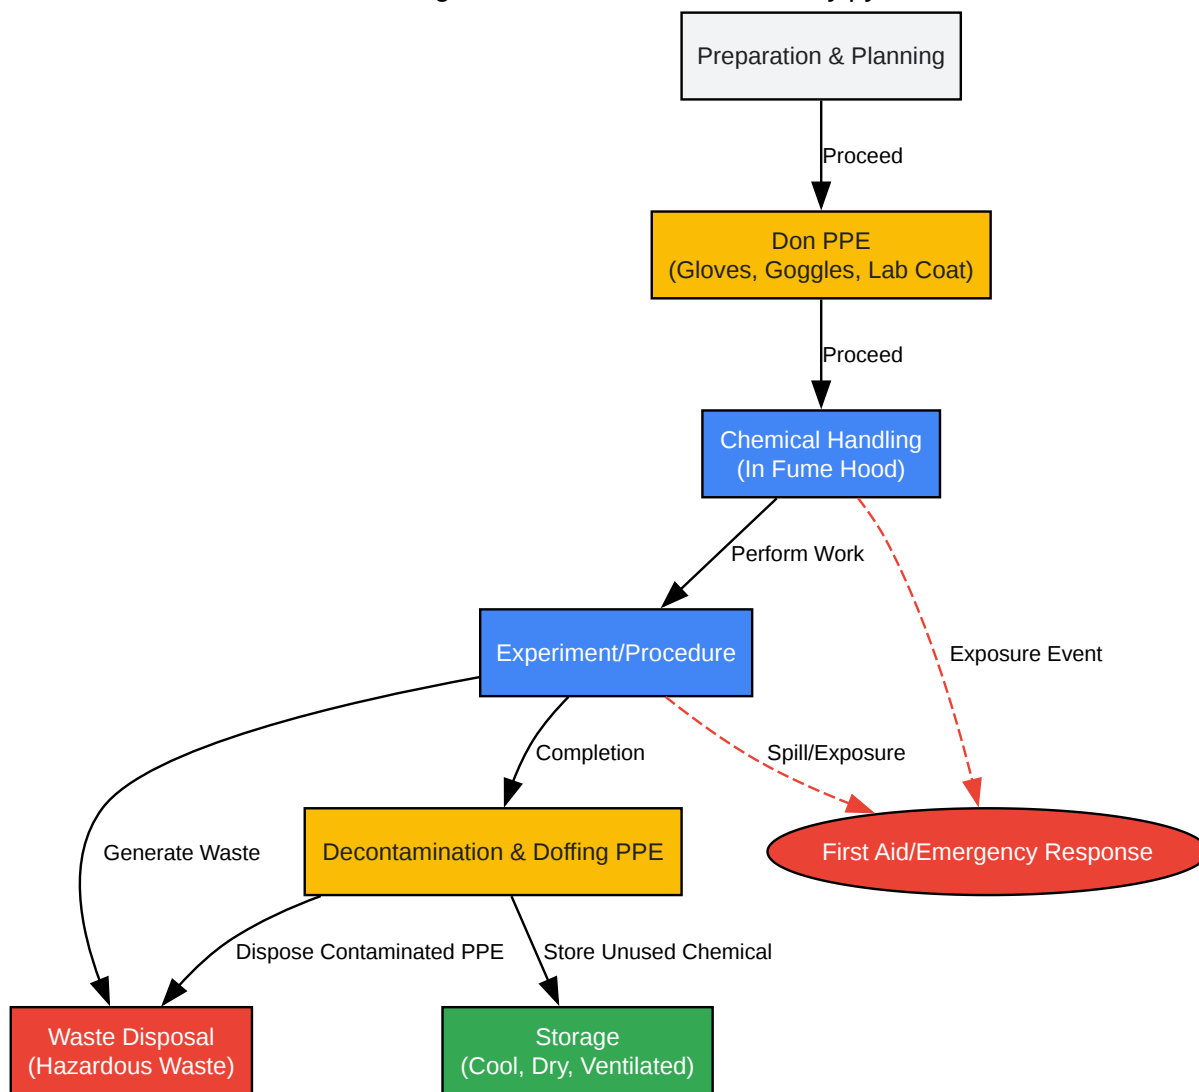 Preparation & Planning
Proceed
Don PPE
(Gloves, Goggles, Lab Coat)
Proceed
Chemical Handling
(In Fume Hood)
Perform Work
Exposure Event
Experiment/Procedure
Completion
Spill/Exposure
Generate Waste
Decontamination & Doffing PPE
First Aid/Emergency Response
Dispose Contaminated PPE
Store Unused Chemical
Waste Disposal
(Hazardous Waste)
Storage
(Cool, Dry, Ventilated)